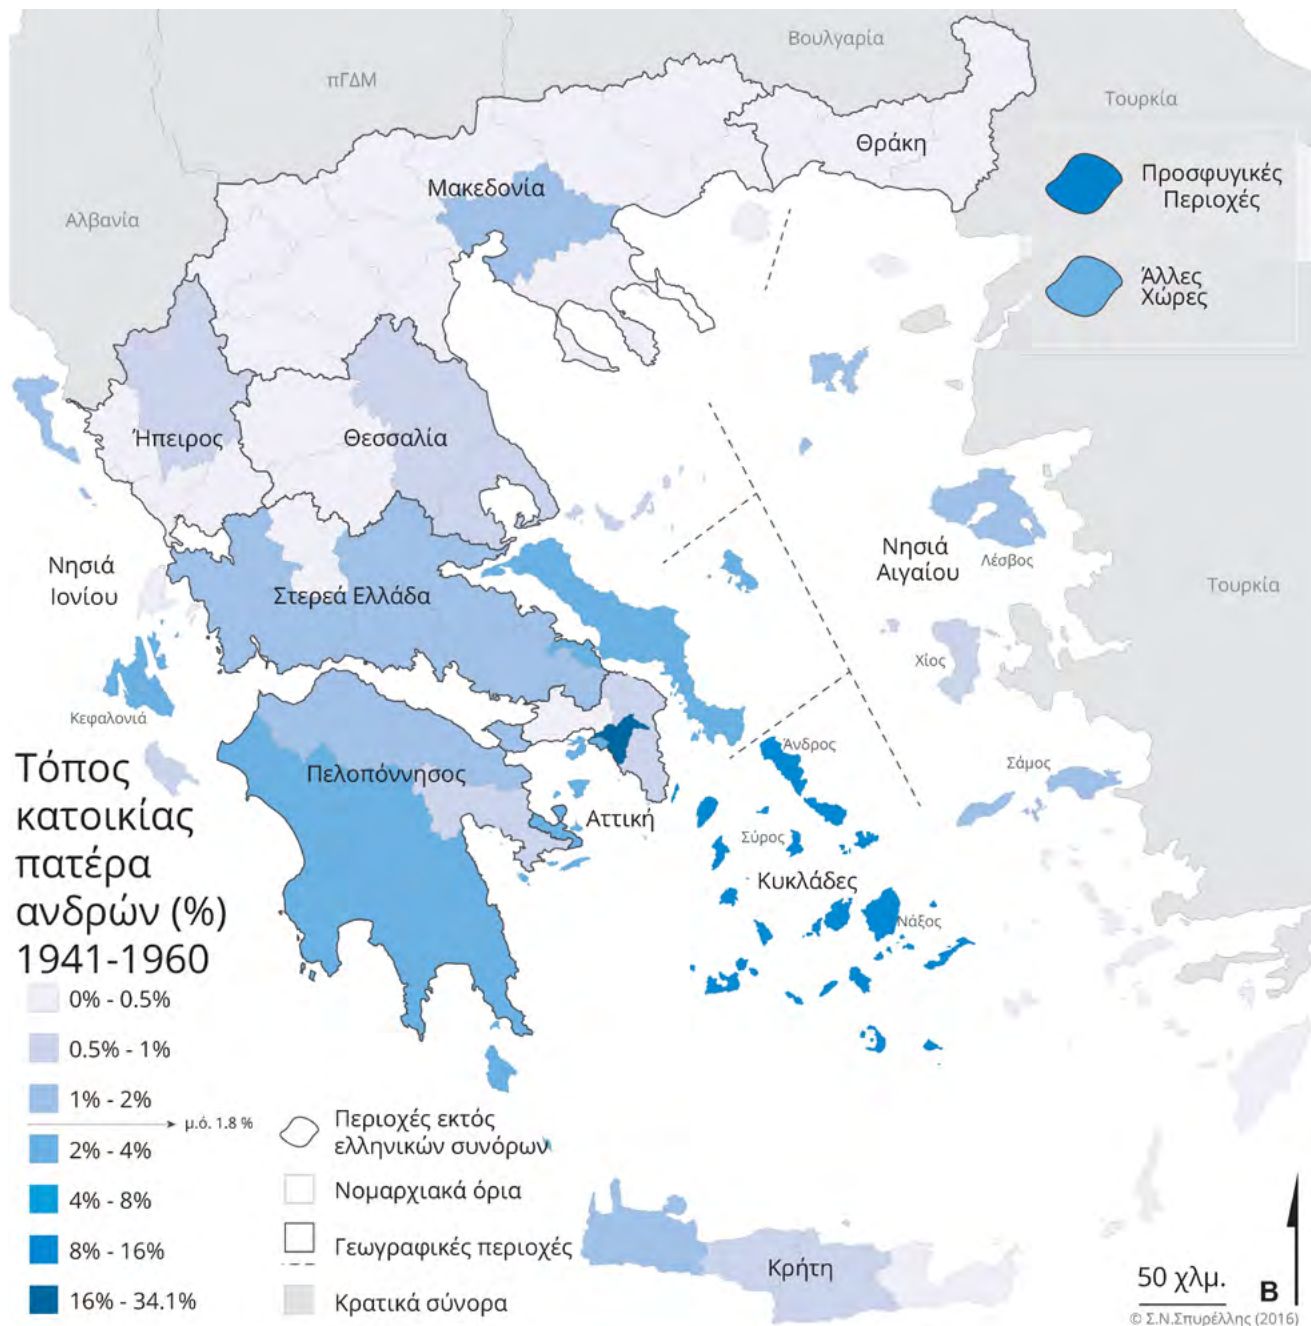 Βουλγαρία
πΓΔΜ
Τουρκία
Θράκη
Προσφυγικές
Περιοχές
Μακεδονία
Αλβανία
Άλλες
Χώρες
Ήπειρος
Θεσσαλία
Νησιά
Αιγαίου
Λέσβος
Νησιά
Ιονίου
Τουρκία
Στερεά Ελλάδα
Χίος
Κεφαλονιά
Άνδρος
Σάμος
Πελοπόννησος
Αττική
Σύρος
Κυκλάδες
Νάξος
Τόπος
κατοικίας
πατέρα
ανδρών (%)
1941-1960
0% - 0.5%
0.5% - 1%
1% - 2%
μ.ό. 1.8 %
2% - 4%
4% - 8%
8% - 16%
16% - 34.1%
Περιοχές εκτός
ελληνικών συνόρων
Νομαρχιακά όρια
Γεωγραφικές περιοχές
Κρατικά σύνορα
Κρήτη
50 χλμ.
Β
© Σ.Ν.Σπυρέλλης (2016)